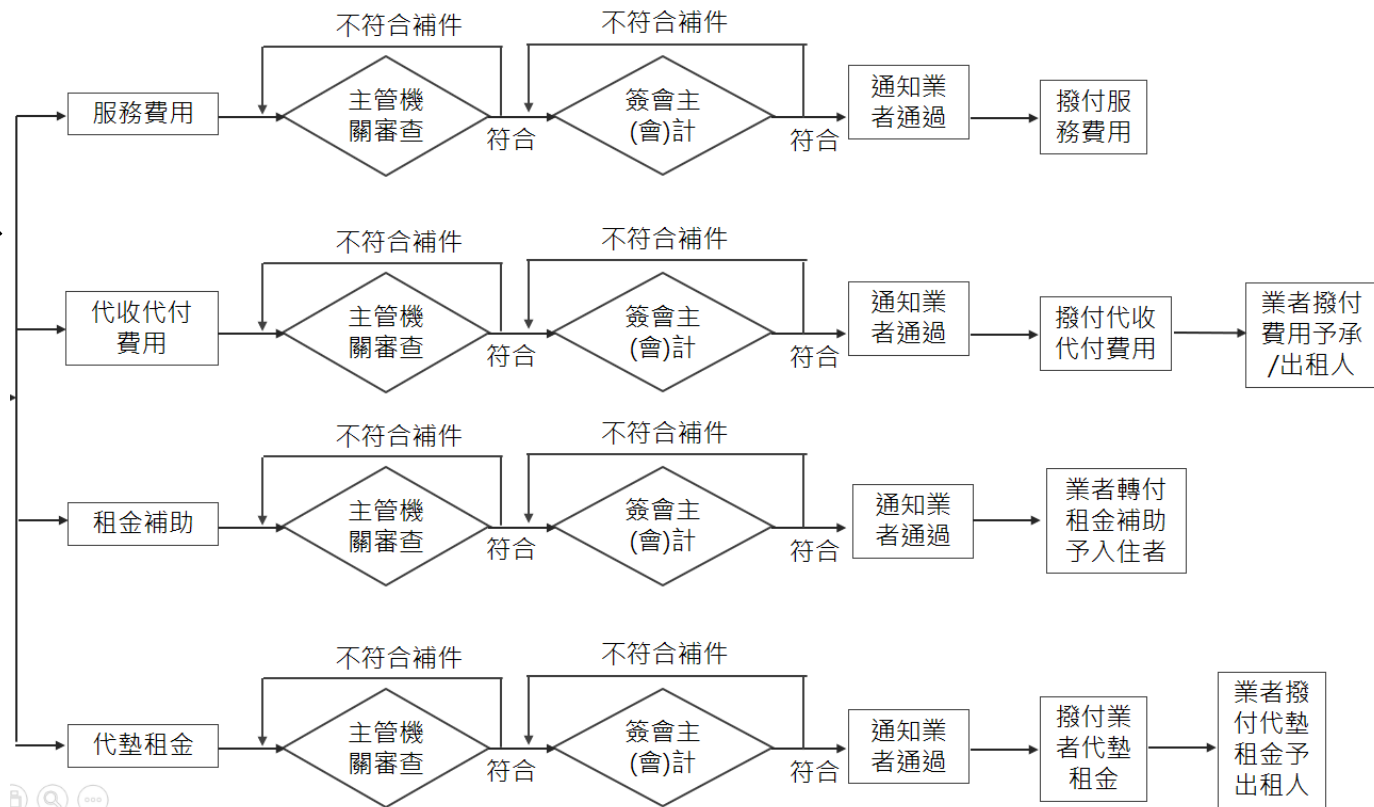 不符合補件
不符合補件
服務費用
主管機
關審查
符合
簽會主
(會)計
符合
通知業
者通過
撥付服
務費用
不符合補件
不符合補件
代收代付
費用
主管機
關審查
符合
簽會主
(會)計
符合
通知業
者通過
撥付代收
代付費用
業者撥付
費用予承
/出租人
不符合補件
不符合補件
租金補助
主管機
關審查
符合
簽會主
(會)計
符合
通知業
者通過
業者轉付
租金補助
予入住者
不符合補件
不符合補件
代墊租金
主管機
關審查
符合
簽會主
(會)計
符合
通知業
者通過
撥付業
者代墊
租金
業者撥
付代墊
租金予
出租人